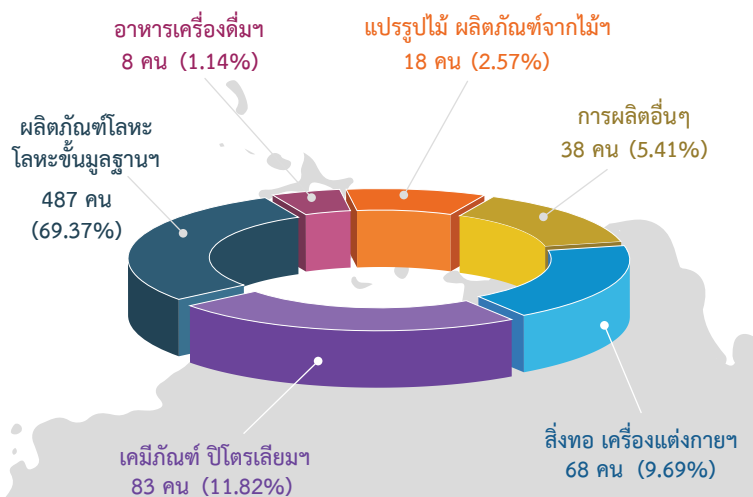 อาหารเครื่องดื่มฯ
8 คน (1.14%)
แปรรูปไม้ ผลิตภัณฑ์จากไม้ฯ
18 คน (2.57%)
การผลิตอื่นๆ
38 คน (5.41%)
ผลิตภัณฑ์โลหะ
โลหะขั้นมูลฐานฯ
487 คน
(69.37%)
สิ่งทอ เครื่องแต่งกายฯ
68 คน (9.69%)
เคมีภัณฑ์ ปิโตรเลียมฯ
83 คน (11.82%)